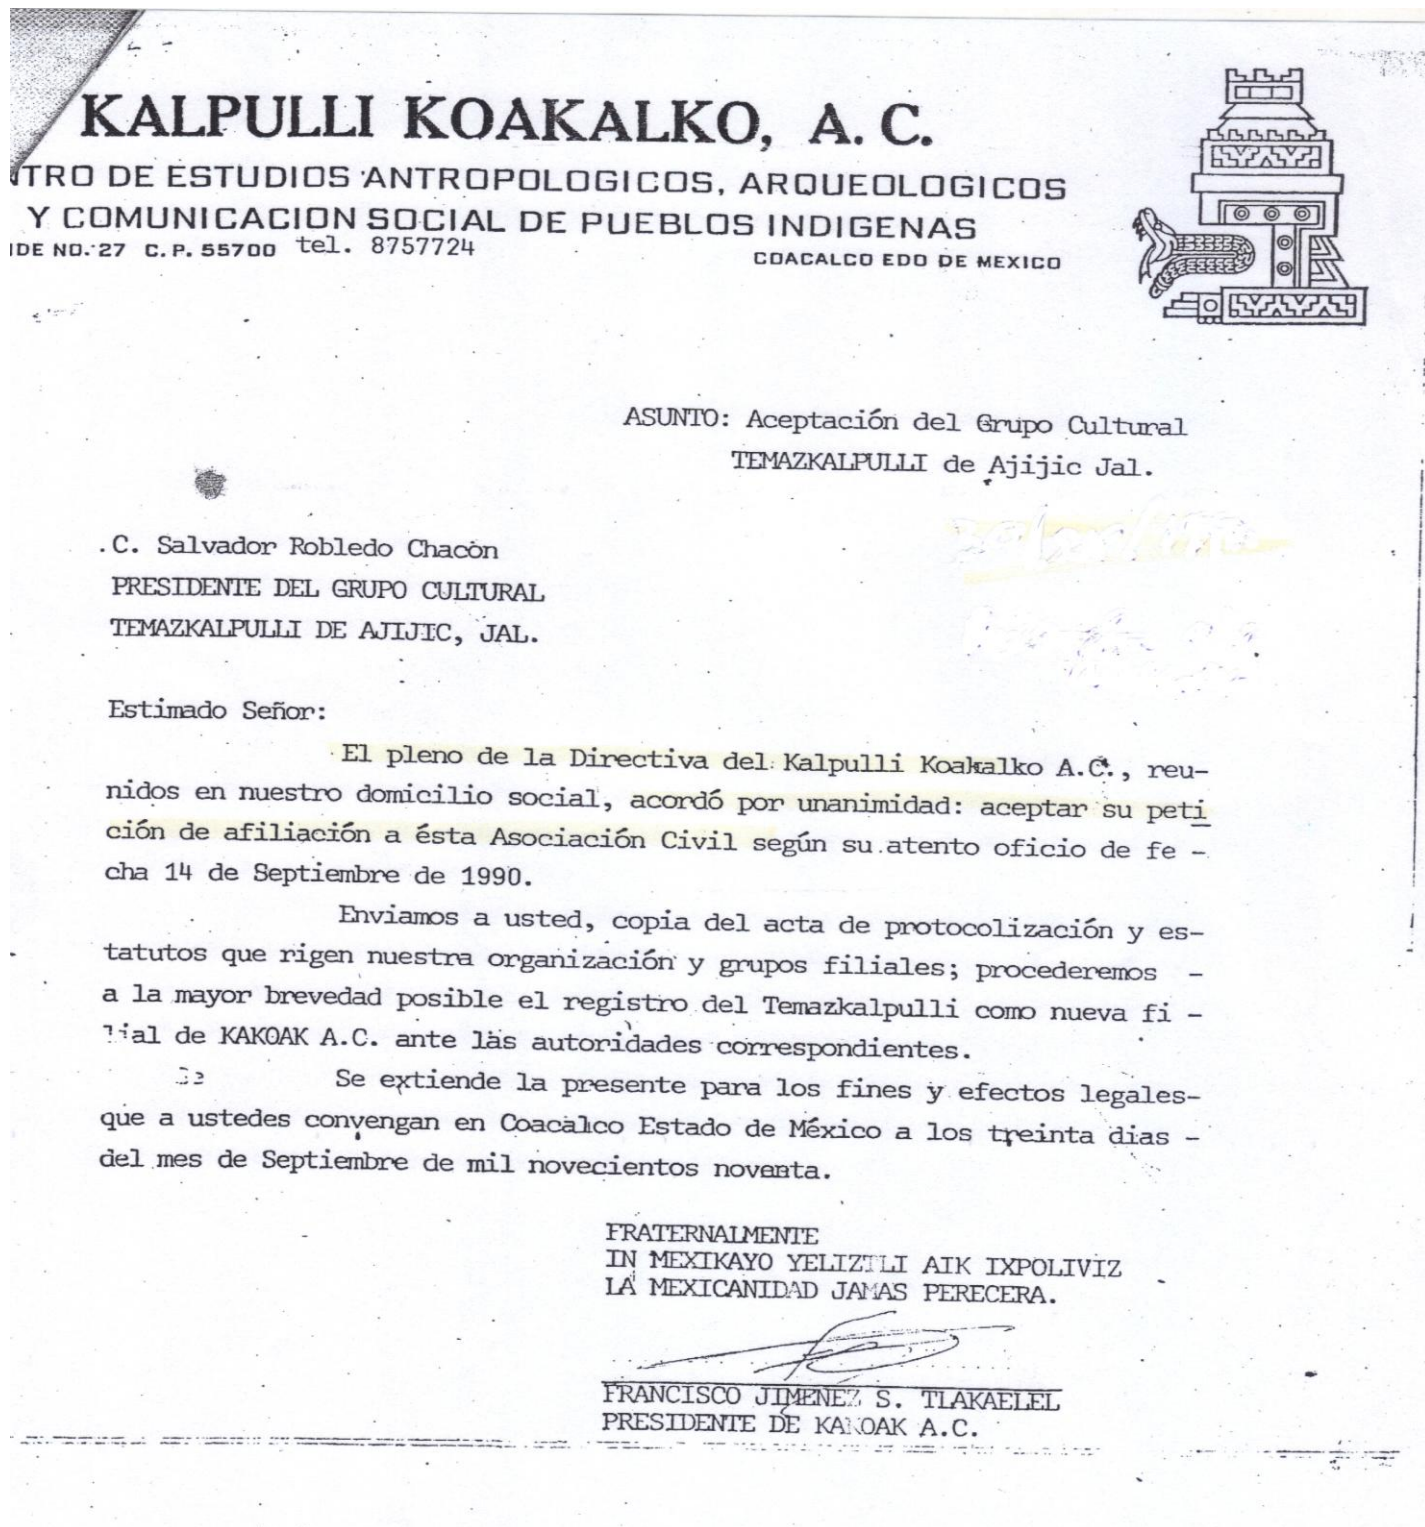 KALPULLI KOAKALKO, A. C.
NTRO DE ESTUDIOS ANTROPOLOGICOS, ARQUEOLOGICOS
Y COMUNICACION SOCIAL DE PUEBLOS INDIGENAS
IDE NO. 27 C. P. 55700 tel. 8757724 COACALCO EDO DE MEXICO
ASUNTO: Aceptación del Grupo Cultural
TEMAZKALPULLI de Ajijic Jal.
C. Salvador Robledo Chacòn
PRESIDENTE DEL GRUPO CULTURAL
TEMAZKALPULLI DE AJIJIC, JAL.
Estimado Señor:
El pleno de la Directiva del Kalpulli Koakalko A.C., reu-
nidos en nuestro domicilio social, acordó por unanimidad: aceptar su peti
ción de afiliación a ésta Asociación Civil según su atento oficio de fe -
cha 14 de Septiembre de 1990.
Enviamos a usted, copia del acta de protocolización y es-
tatutos que rigen nuestra organización y grupos filiales; procederemos -
a la mayor brevedad posible el registro del Temazkalpulli como nueva fi -
lial de KAKOAK A.C. ante las autoridades correspondientes.
Se extiende la presente para los fines y efectos legales-
que a ustedes convengan en Coacalco Estado de México a los treinta dias -
del mes de Septiembre de mil novecientos noventa.
FRATERNALMENTE
IN MEXIKAYO YELIZTLI AIK IXPOLIVIZ
LA MEXICANIDAD JAMAS PERECERA.
FRANCISCO JIMENEZ S. TLAKAELEL
PRESIDENTE DE KAKOAK A.C.